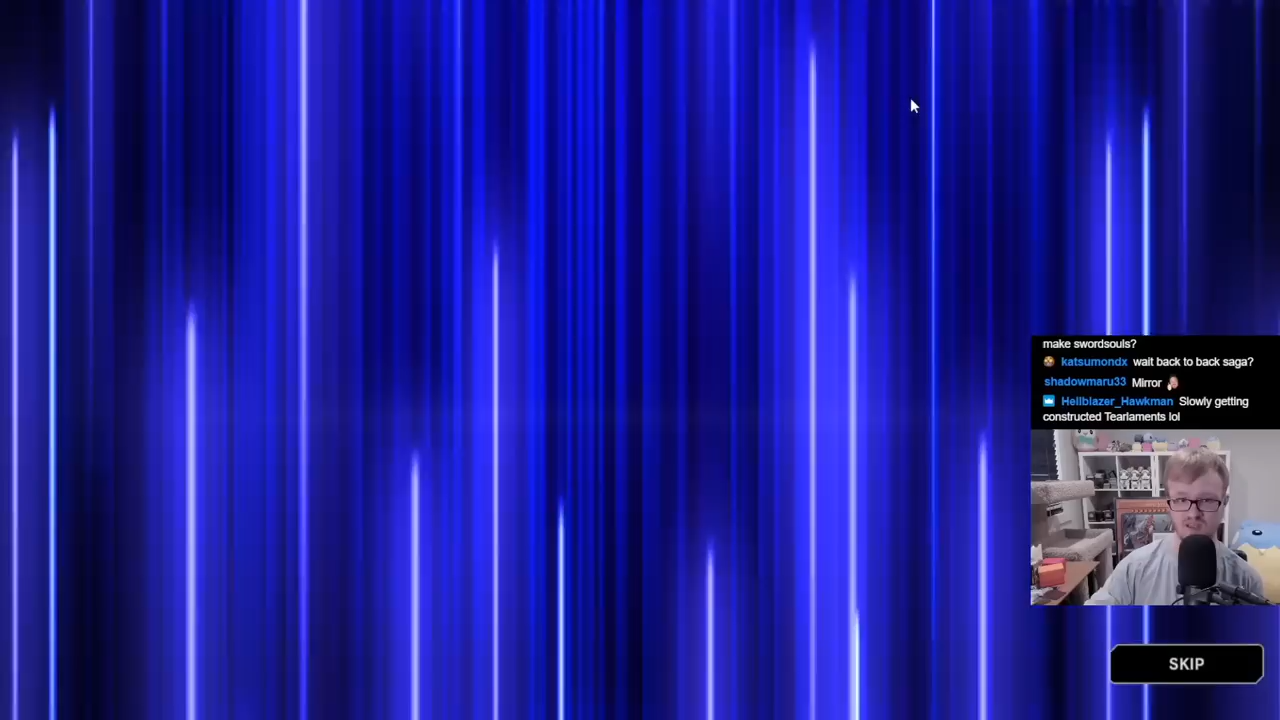 make swordsouls?
katsumondx wait back to back saga?
shadowmaru33 Mirror
Hellblazer_Hawkman Slowly getting
constructed Tearlaments lol
SKIP